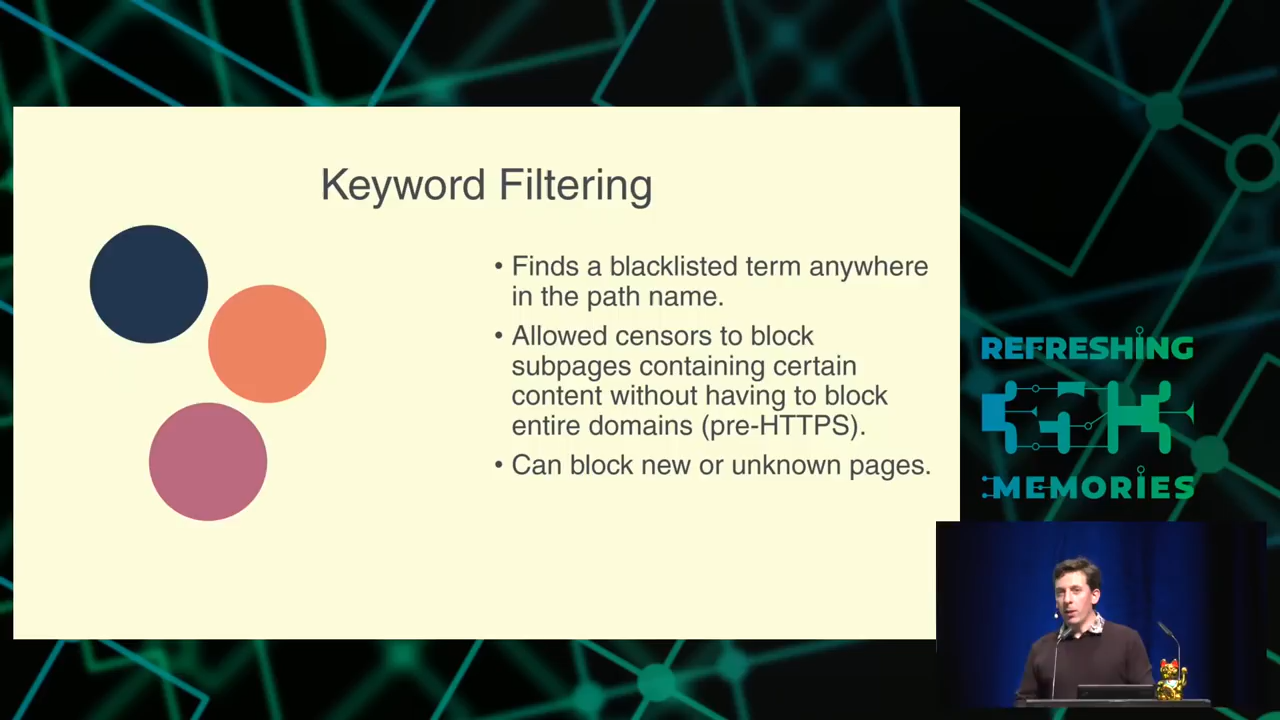 Keyword Filtering
• Finds a blacklisted term anywhere
in the path name.
• Allowed censors to block
subpages containing certain
content without having to block
entire domains (pre-HTTPS).
• Can block new or unknown pages.
REFRESHING
MEMORIES